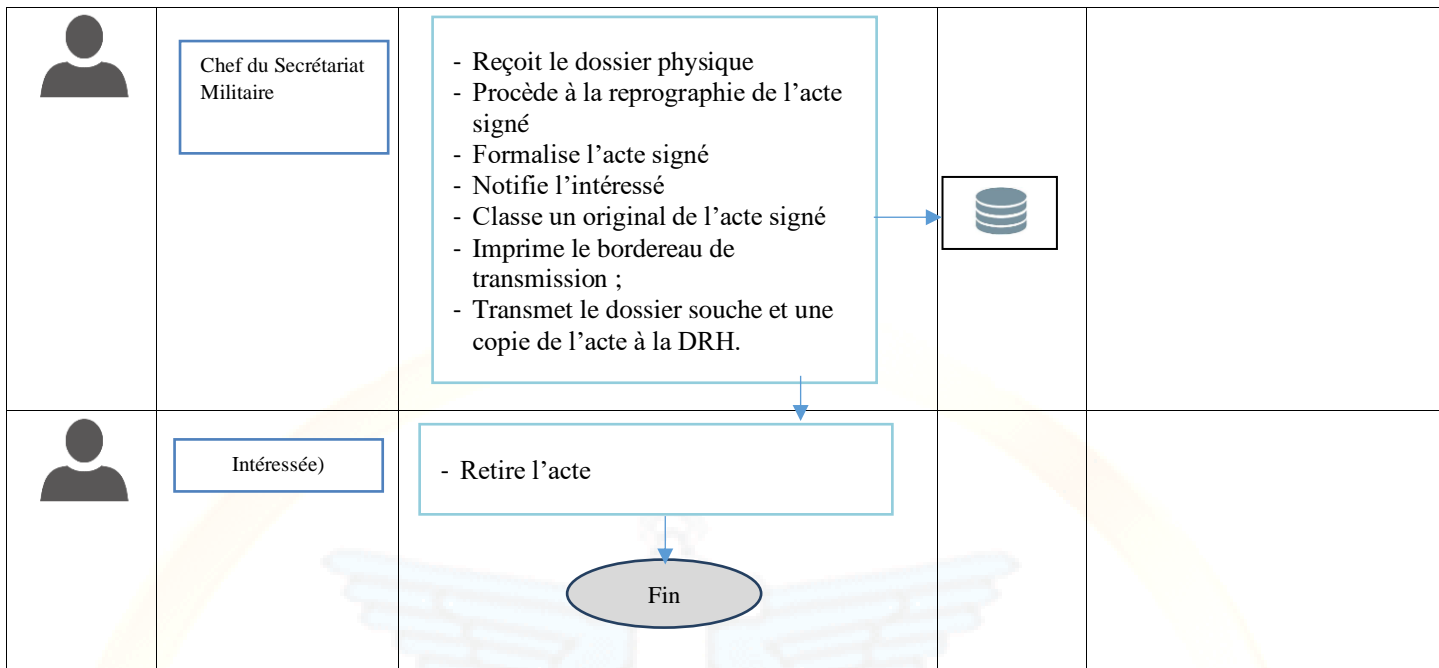 Chef du Secrétariat
Militaire
- Reçoit le dossier physique
- Procède à la reprographie de l’acte
signé
- Formalise l’acte signé
- Notifie l’intéressé
- Classe un original de l’acte signé
- Imprime le bordereau de
transmission ;
- Transmet le dossier souche et une
copie de l’acte à la DRH.
Intéressée)
- Retire l’acte
Fin